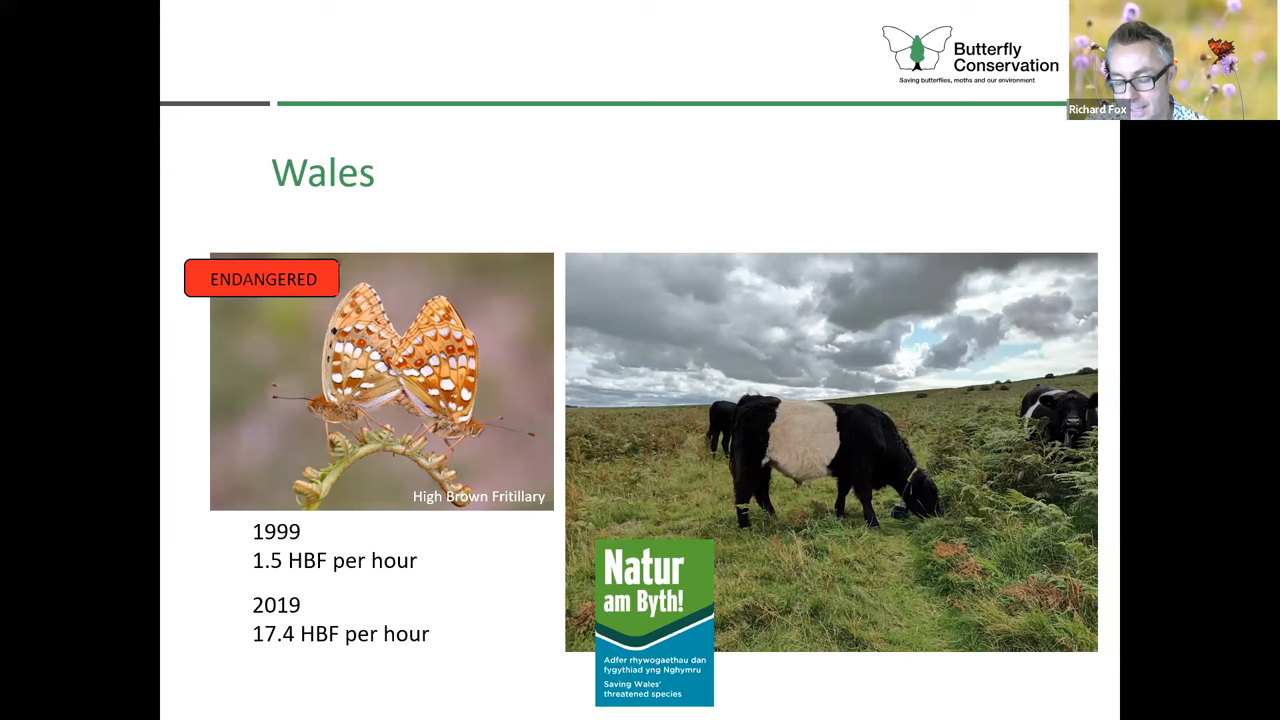 Butterfly
Conservation
Saving butterflies, moths and our environment
Richard Fox
Wales
ENDANGERED
High Brown Fritillary
1999
1.5 HBF per hour
2019
17.4 HBF per hour
Natur
am Byth!
Adfer rhywogaethau dan
fygythiad yng Nghymru
Saving Wales'
threatened species